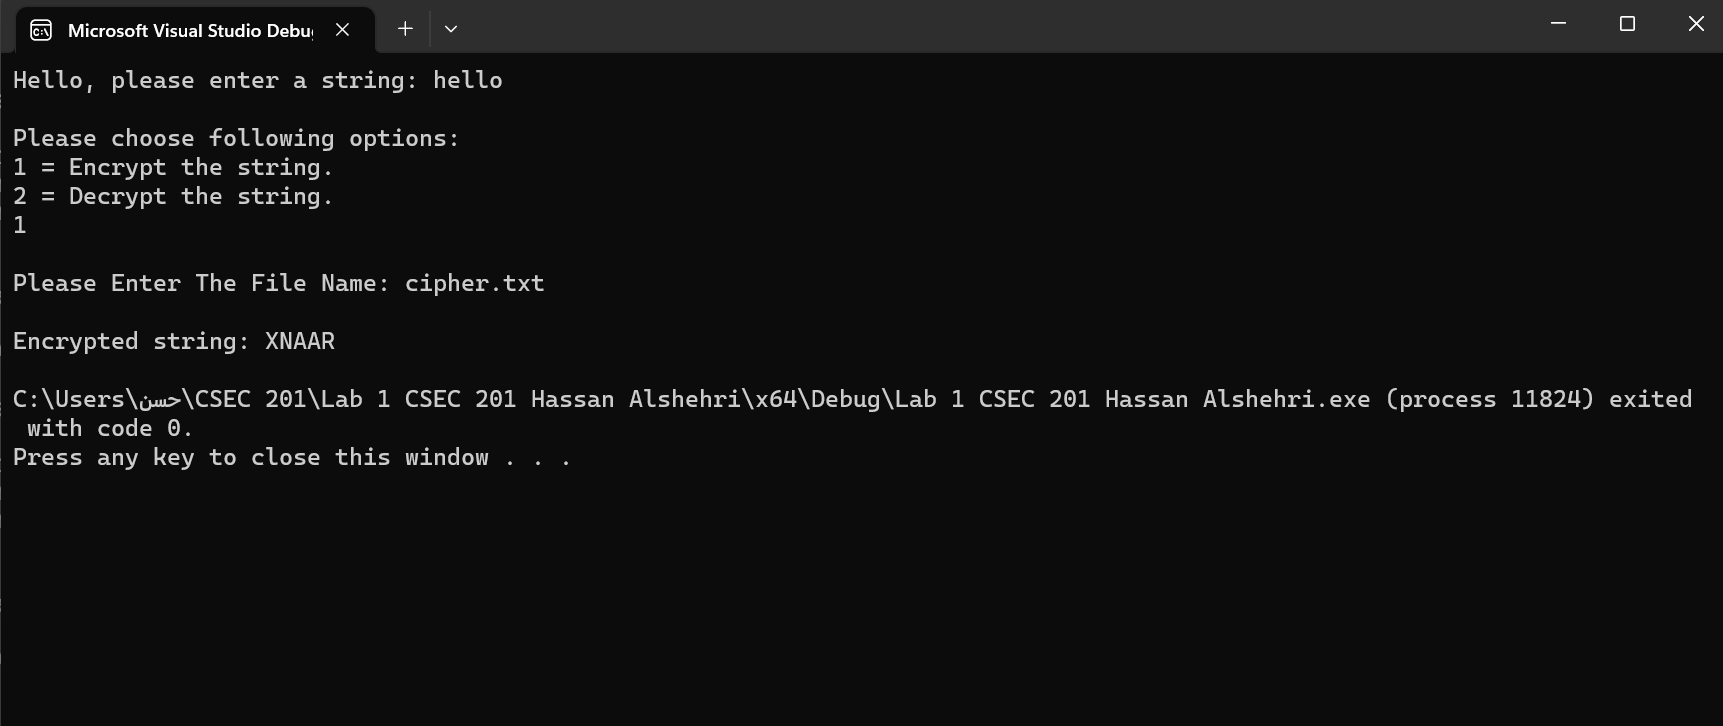 Microsoft Visual Studio Debu
Hello, please enter a string: hello
Please choose following options:
1 = Encrypt the string.
2 = Decrypt the string.
1
Please Enter The File Name: cipher.txt
Encrypted string: XNAAR
C:\Users\حسن\CSEC 201\Lab 1 CSEC 201 Hassan Alshehri\x64\Debug\Lab 1 CSEC 201 Hassan Alshehri.exe (process 11824) exited
with code 0.
Press any key to close this window . . .